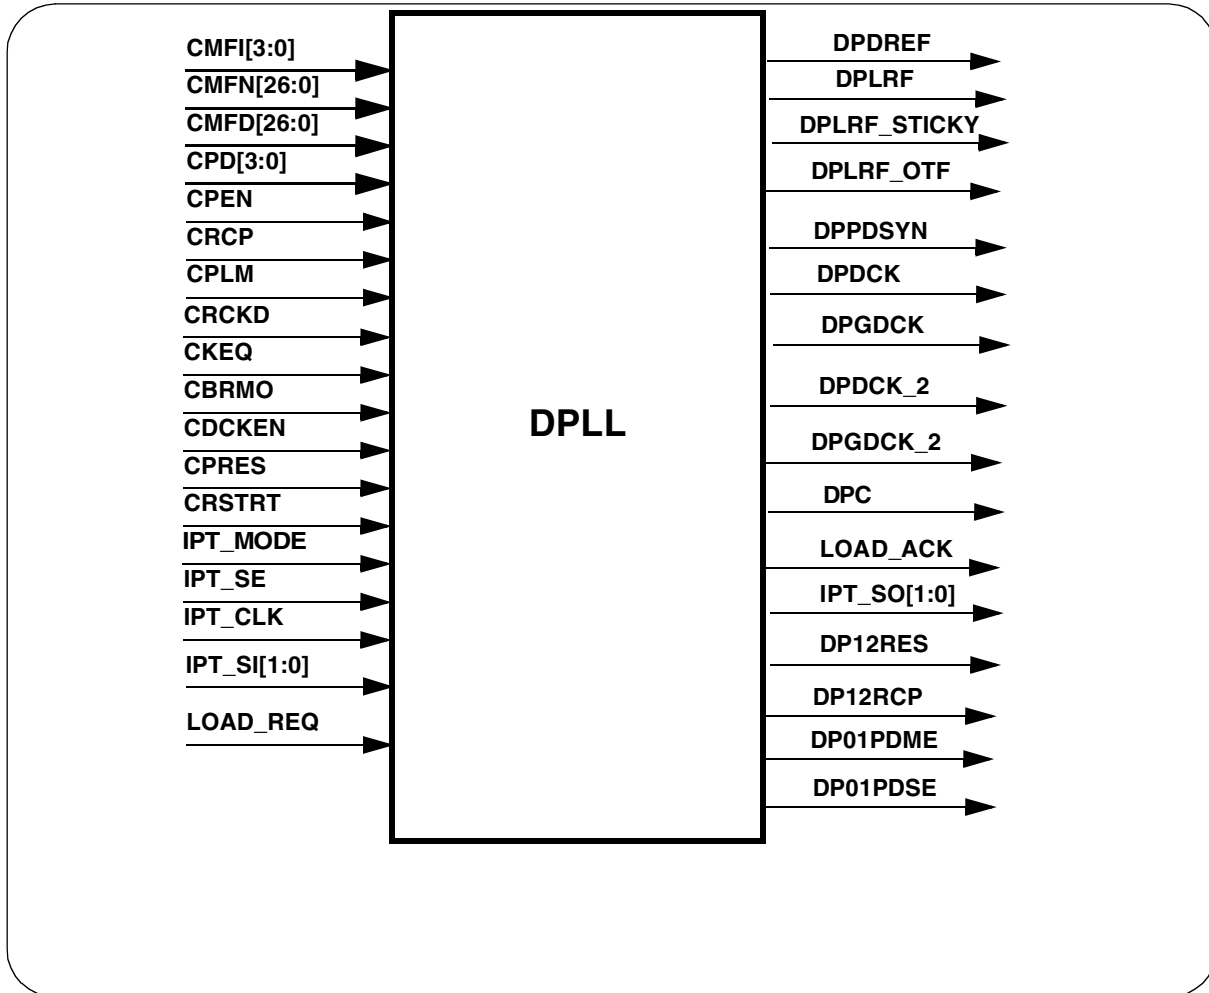 CMFI[3:0]
CMFN[26:0]
CMFD[26:0]
CPD[3:0]
CPEN
CRCP
CPLM
CRCKD
CKEQ
CBRMO
CDCKEN
CPRES
CRSTRT
IPT_MODE
IPT_SE
IPT_CLK
IPT_SI[1:0]
LOAD_REQ
DPLL
DPDREF
DPLRF
DPLRF_STICKY
DPLRF_OTF
DPPDSYN
DPDCK
DPGDCK
DPDCK_2
DPGDCK_2
DPC
LOAD_ACK
IPT_SO[1:0]
DP12RES
DP12RCP
DP01PDME
DP01PDSE